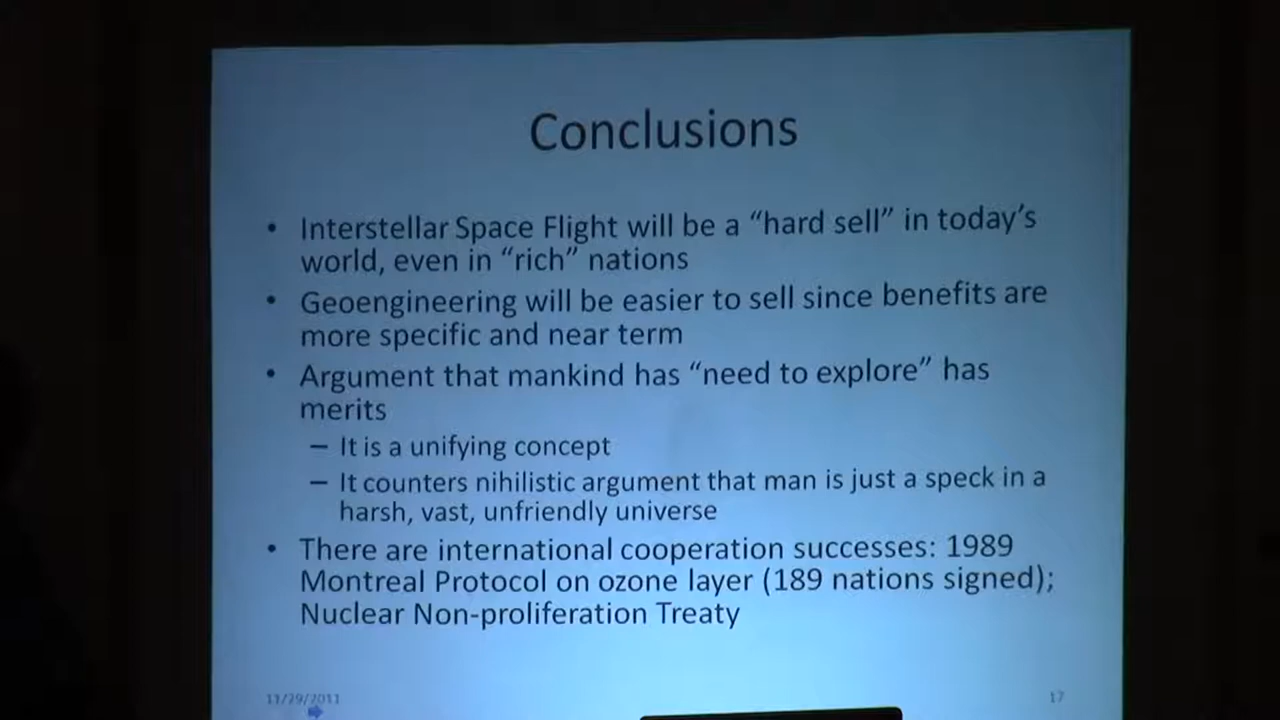 Conclusions
• Interstellar Space Flight will be a “hard sell” in today’s
world, even in “rich” nations
• Geoengineering will be easier to sell since benefits are
more specific and near term
• Argument that mankind has “need to explore” has
merits
– It is a unifying concept
– It counters nihilistic argument that man is just a speck in a
harsh, vast, unfriendly universe
• There are international cooperation successes: 1989
Montreal Protocol on ozone layer (189 nations signed);
Nuclear Non-proliferation Treaty
11/29/2011
17